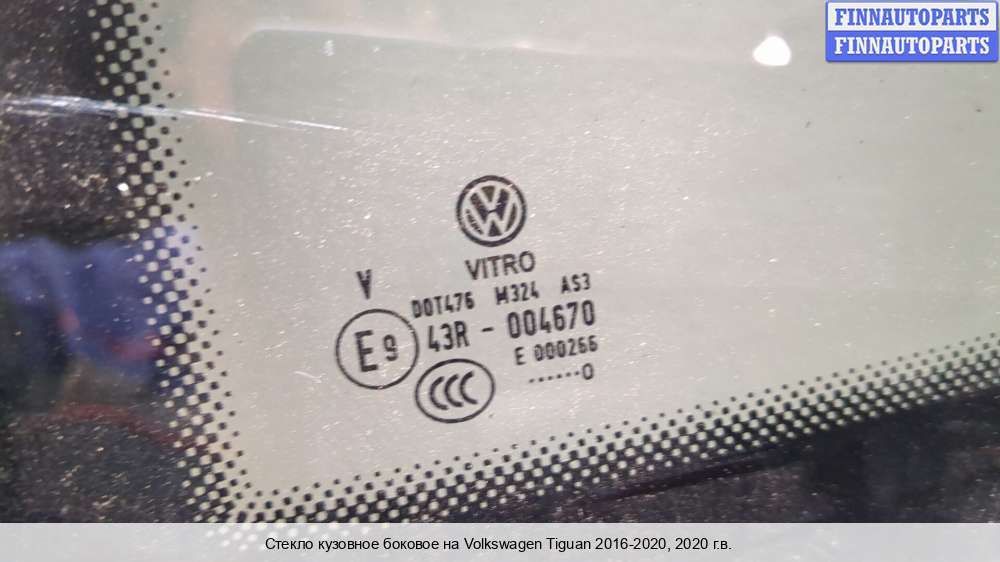 FINNAUTOPARTS
FINNAUTOPARTS
VITRO
V
DOT476 M324 AS3
E9
43R - 004670
E 000266
CCC
......0
Стекло кузовное боковое на Volkswagen Tiguan 2016-2020, 2020 г.в.